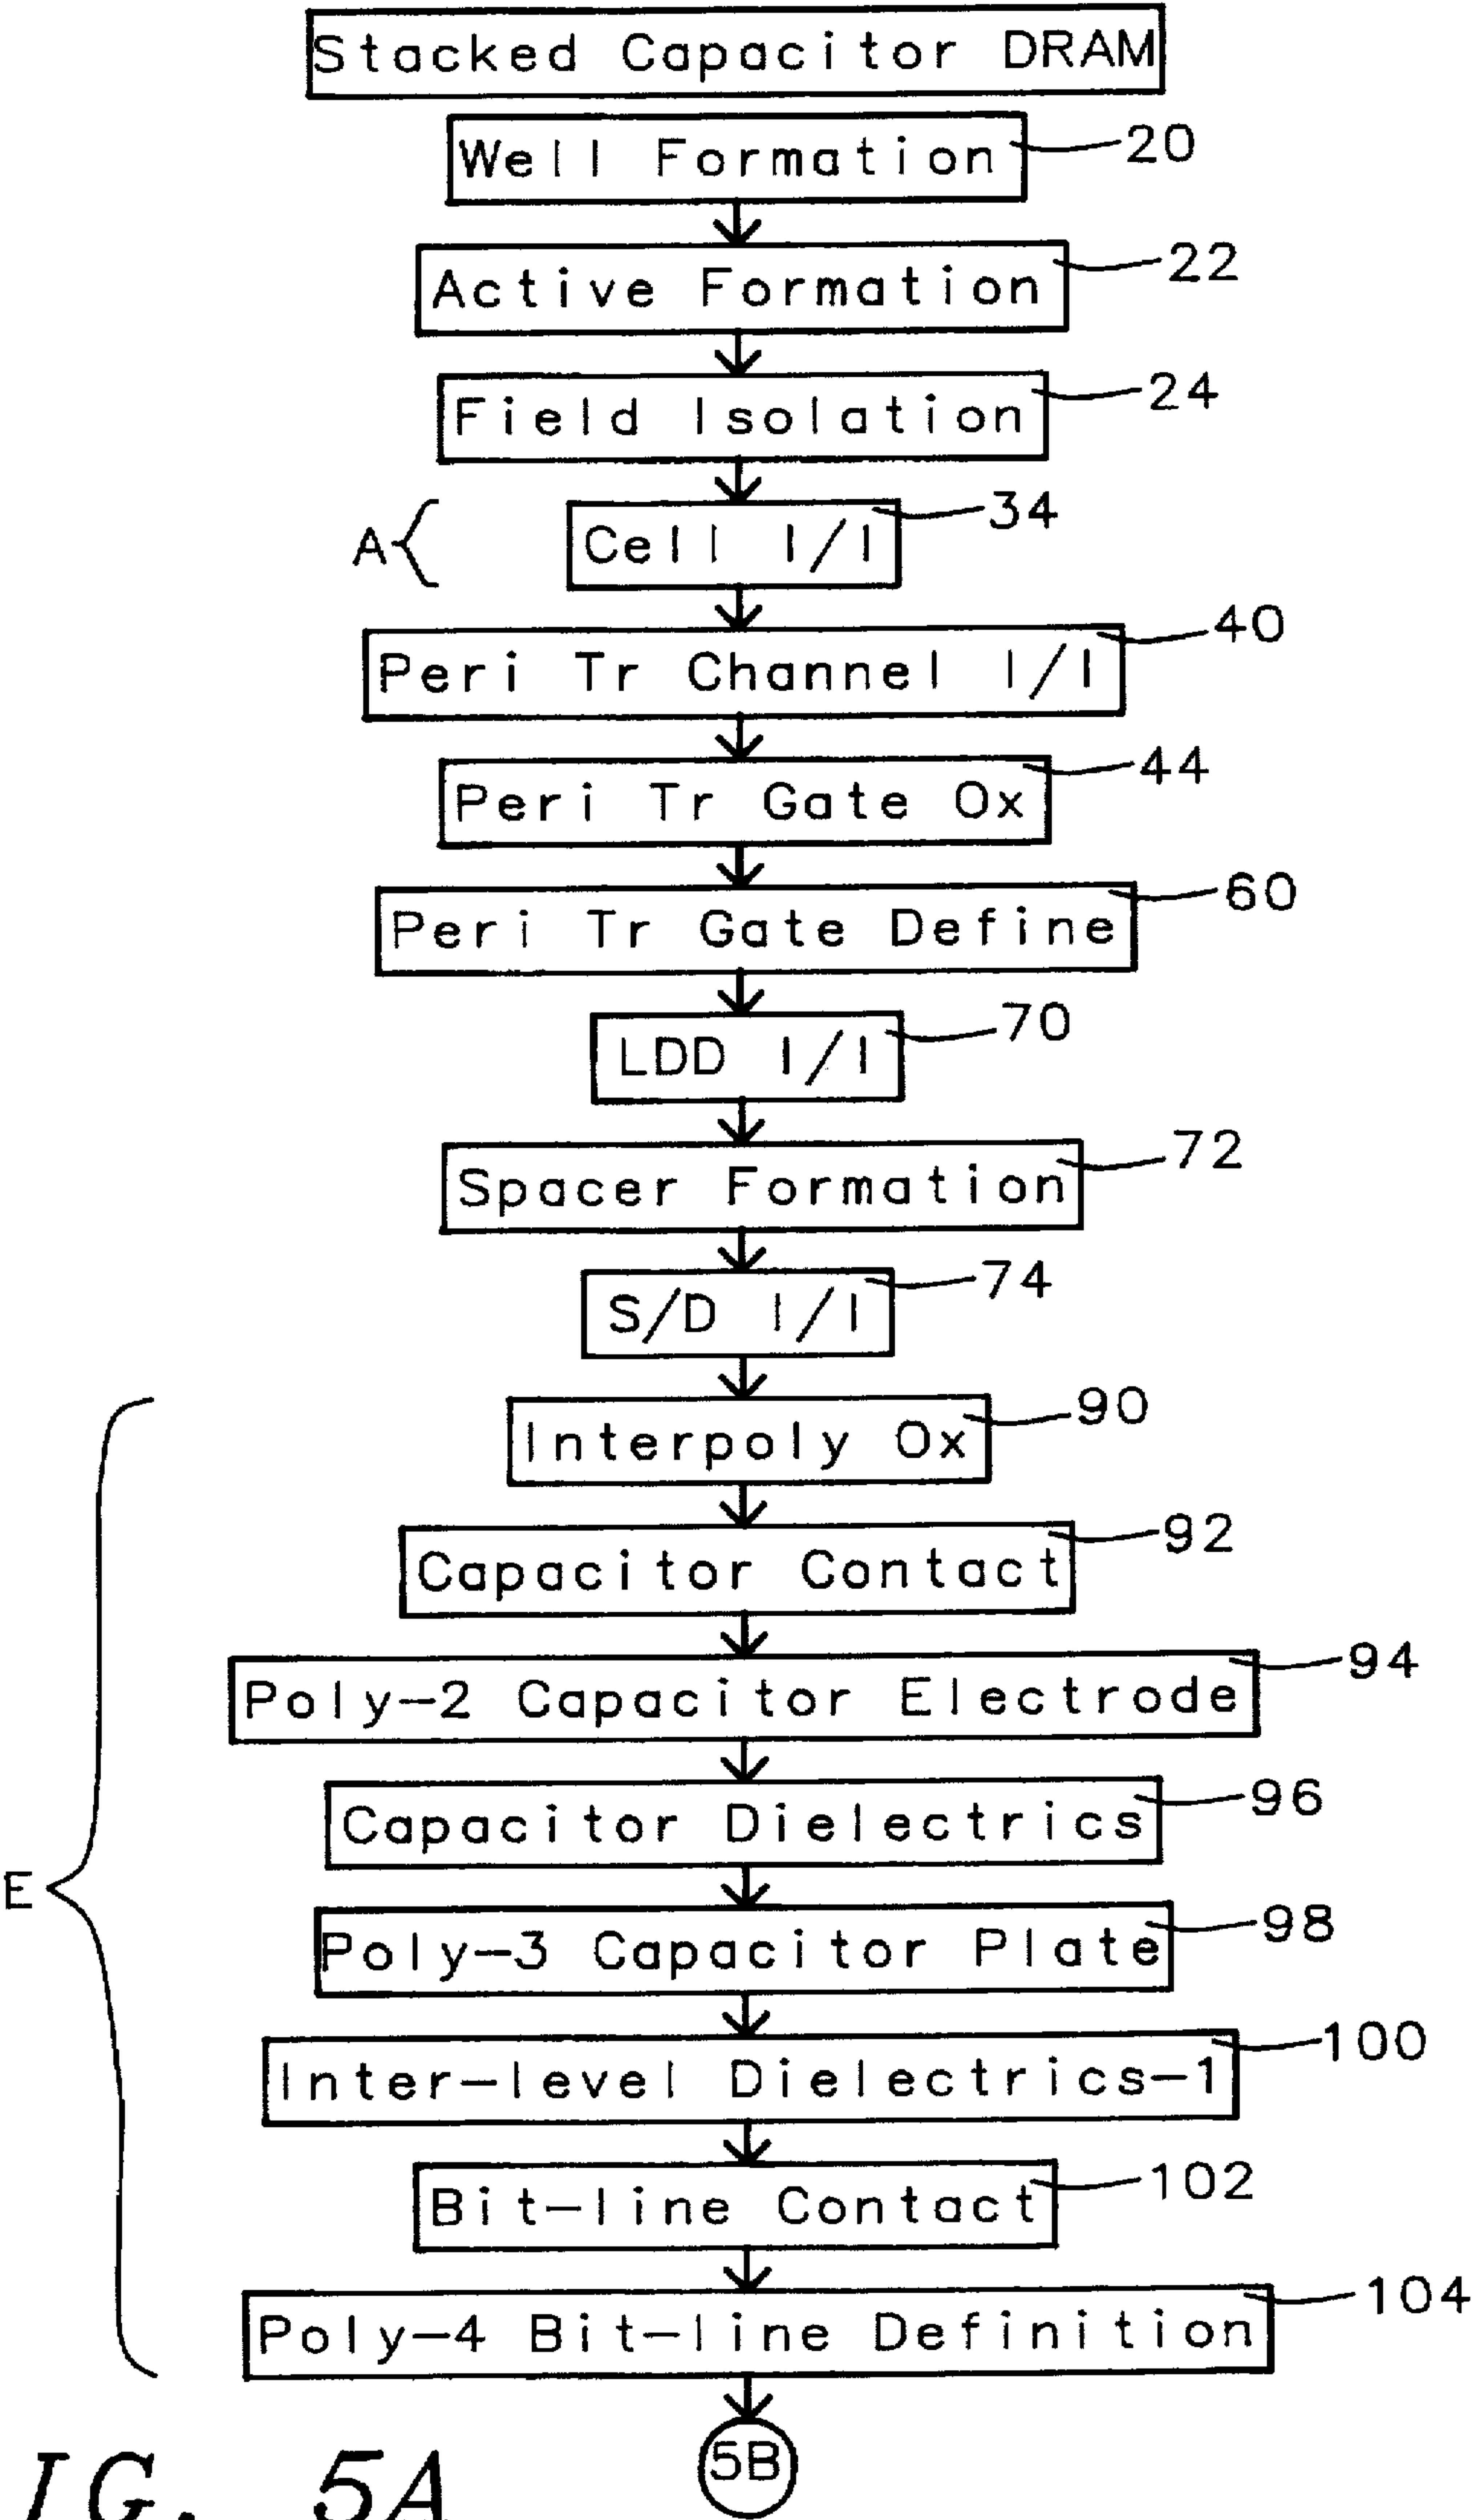 Stacked Capacitor DRAM
Well Formation 20
Active Formation 22
Field Isolation 24
A Cell I/I 34
Peri Tr Channel I/I 40
Peri Tr Gate Ox 44
Peri Tr Gate Define 60
LDD I/I 70
Spacer Formation 72
S/D I/I 74
Interpoly Ox 90
Capacitor Contact 92
Poly-2 Capacitor Electrode 94
Capacitor Dielectrics 96
E
Poly-3 Capacitor Plate 98
Inter-level Dielectrics-1 100
Bit-line Contact 102
Poly-4 Bit-line Definition 104
5B
IG. 5A